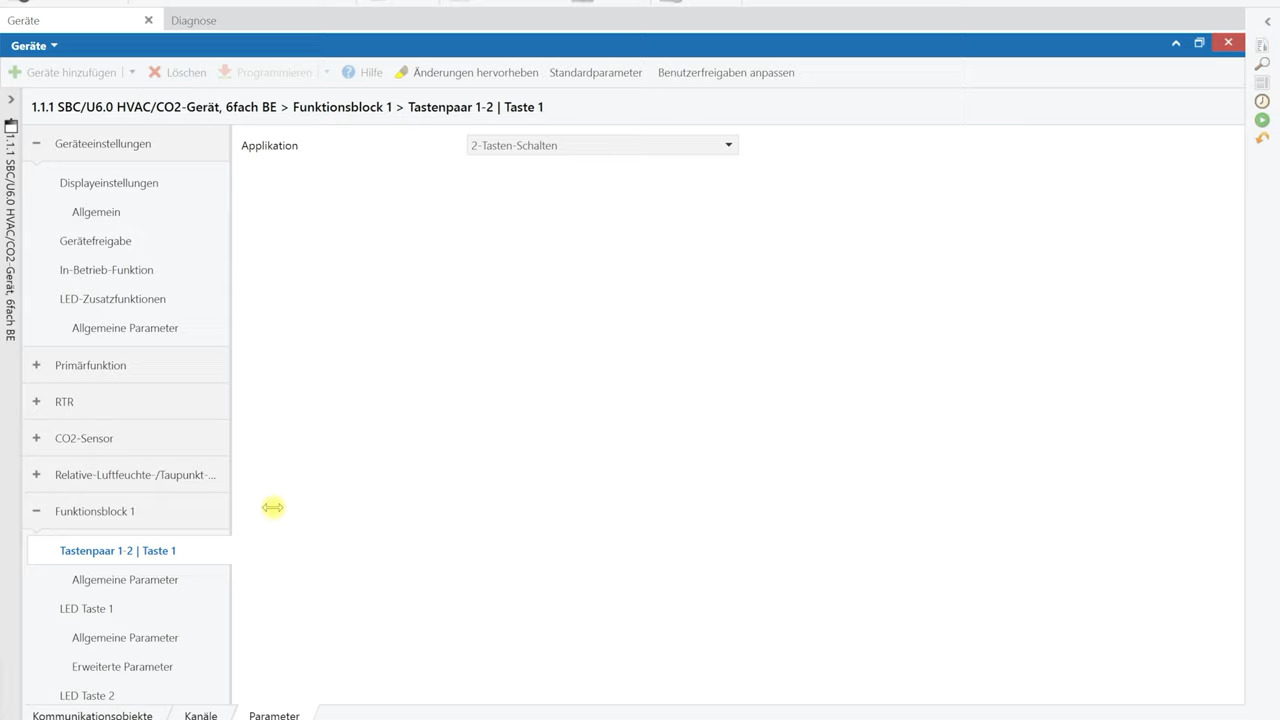 Geräte
Diagnose
Geräte
Geräte hinzufügen
Löschen
Programmieren
Hilfe
Änderungen hervorheben
Standardparameter
Benutzerfreigaben anpassen
1.1.1 SBC/U6.0 HVAC/CO2-Gerät, 6fach BE > Funktionsblock 1 > Tastenpaar 1-2 | Taste 1
1.1.1 SBC/U6.0 HVAC/CO2-Gerät, 6fach BE
Geräteeinstellungen
Displayeinstellungen
Allgemein
Gerätefreigabe
In-Betrieb-Funktion
LED-Zusatzfunktionen
Allgemeine Parameter
Primärfunktion
RTR
CO2-Sensor
Relative-Luftfeuchte-/Taupunkt-...
Funktionsblock 1
Tastenpaar 1-2 | Taste 1
Allgemeine Parameter
LED Taste 1
Allgemeine Parameter
Erweiterte Parameter
LED Taste 2
Applikation
2-Tasten-Schalten
Kommunikationsobjekte
Kanäle
Parameter